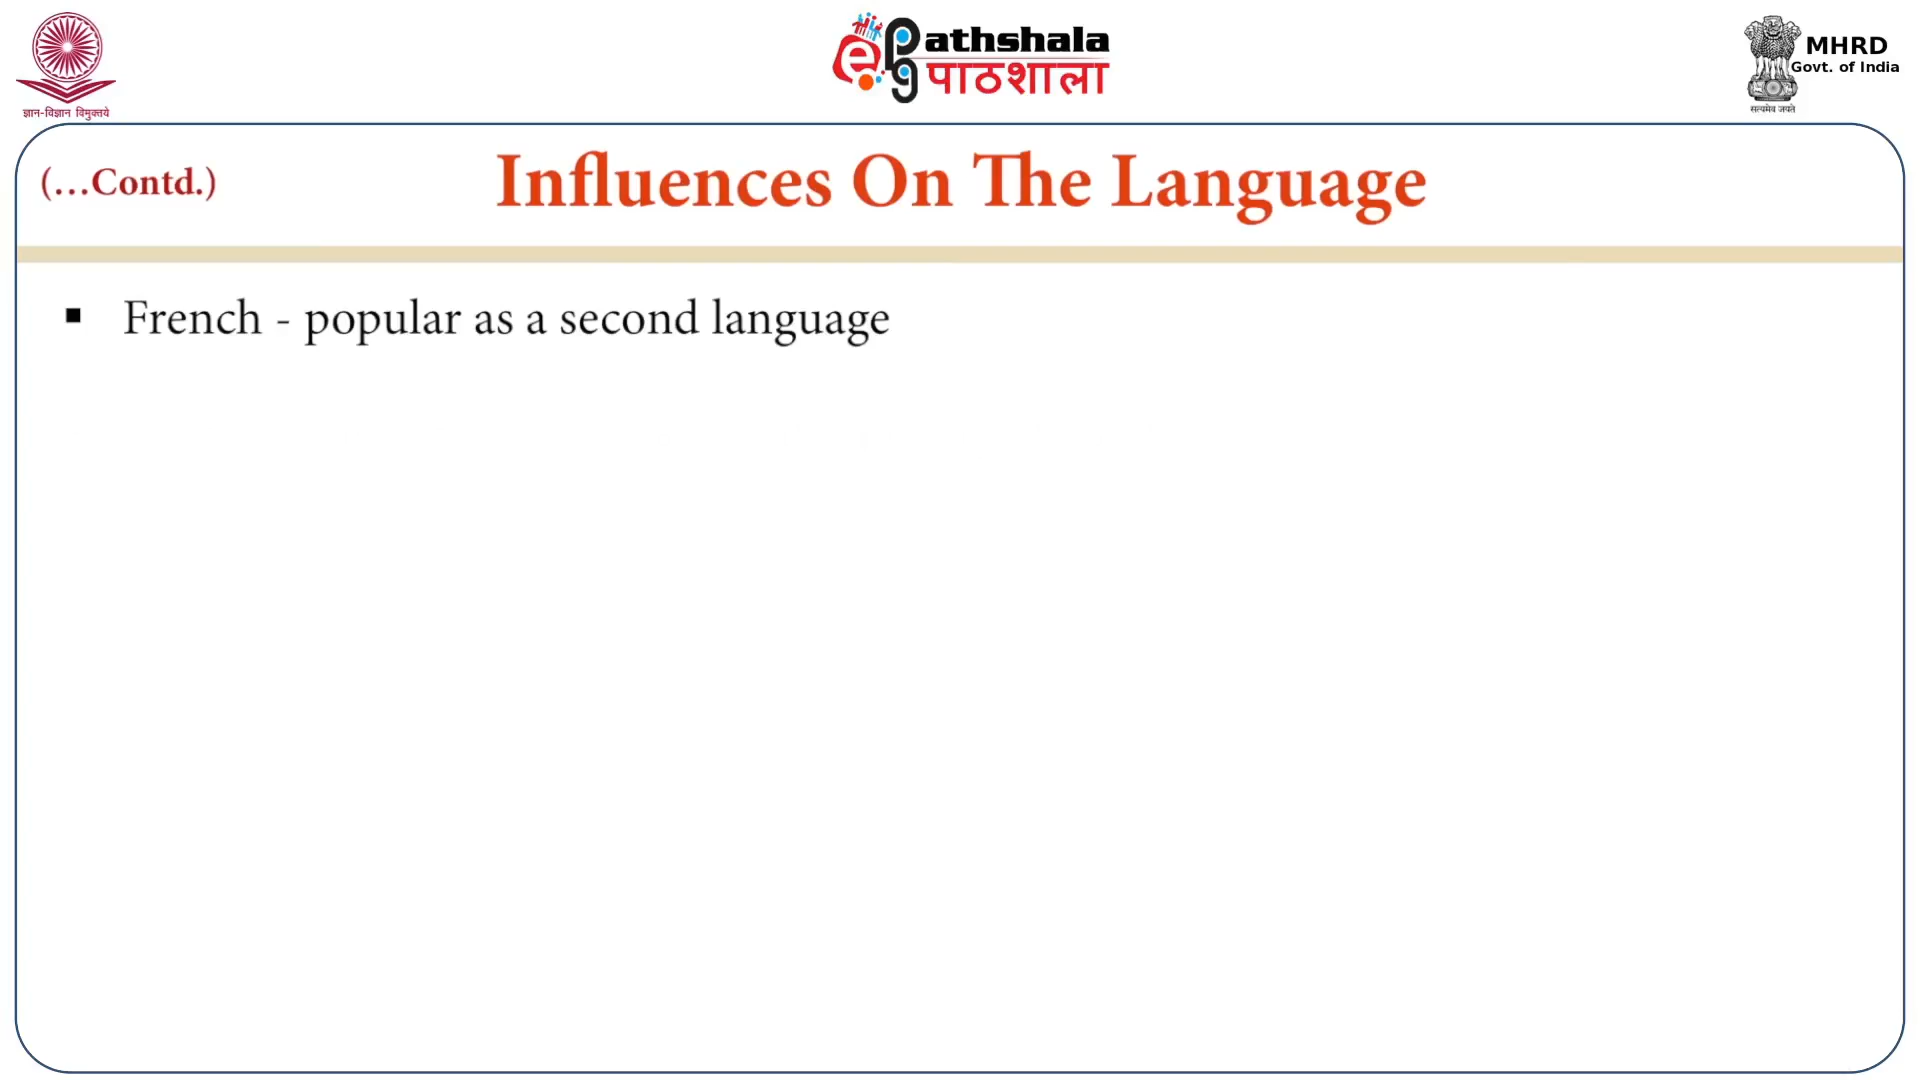 ज्ञान-विज्ञान विमुक्तये
e Pathshala
पाठशाला
MHRD
Govt. of India
सत्यमेव जयते
(...Contd.)
Influences On The Language
▪ French - popular as a second language